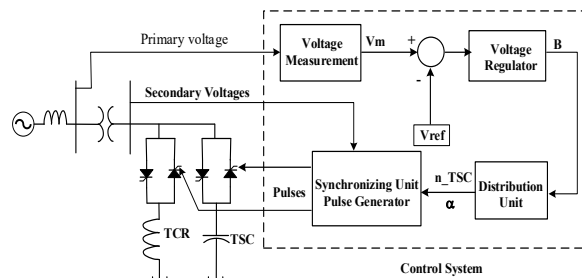 Primary voltage
Voltage
Measurement
Vm
+
-
Voltage
Regulator
B
Secondary Voltages
Vref
Synchronizing Unit
Pulse Generator
n_TSC
α
Distribution
Unit
Pulses
TCR
TSC
Control System